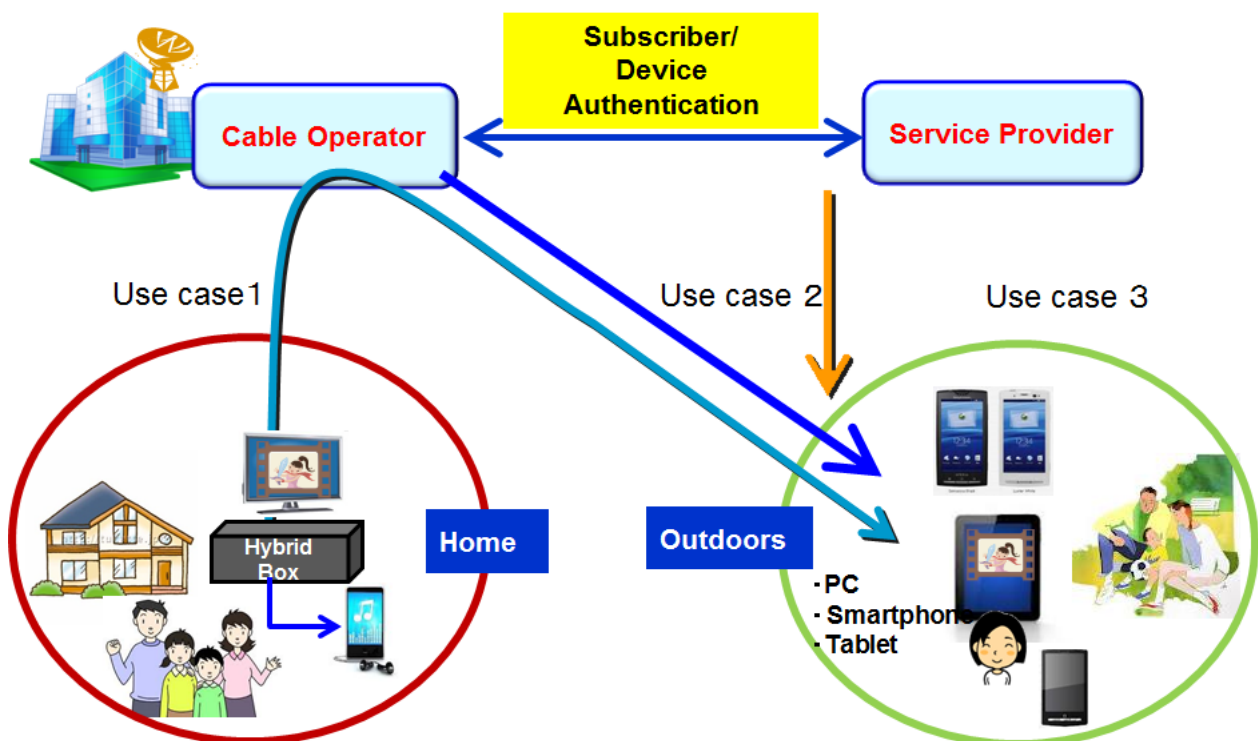 Subscriber/
Device
Authentication
Cable Operator
Service Provider
Use case1
Use case 2
Use case 3
Hybrid
Box
Home
Outdoors
- PC
- Smartphone
- Tablet